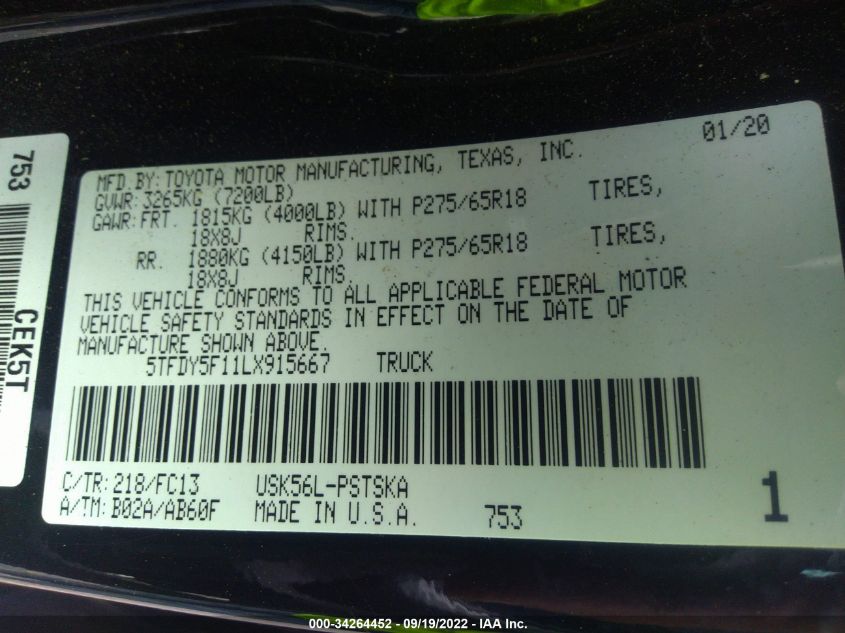 01/20
MFD.BY:TOYOTA MOTOR MANUFACTURING, TEXAS, INC.
GVWR:3265KG (7200LB)
GAWR:FRT. 1815KG (4000LB) WITH P275/65R18 TIRES,
18X8J RIMS.
RR. 1880KG (4150LB) WITH P275/65R18 TIRES,
18X8J RIMS.
THIS VEHICLE CONFORMS TO ALL APPLICABLE FEDERAL MOTOR
VEHICLE SAFETY STANDARDS IN EFFECT ON THE DATE OF
MANUFACTURE SHOWN ABOVE.
5TFDY5F11LX915667 TRUCK
C/TR:218/FC13 USK56L-PSTSKA
A/TM:B02A/AB60F MADE IN U.S.A. 753
1
753
CEK5T
000-34264452 - 09/19/2022 - IAA Inc.